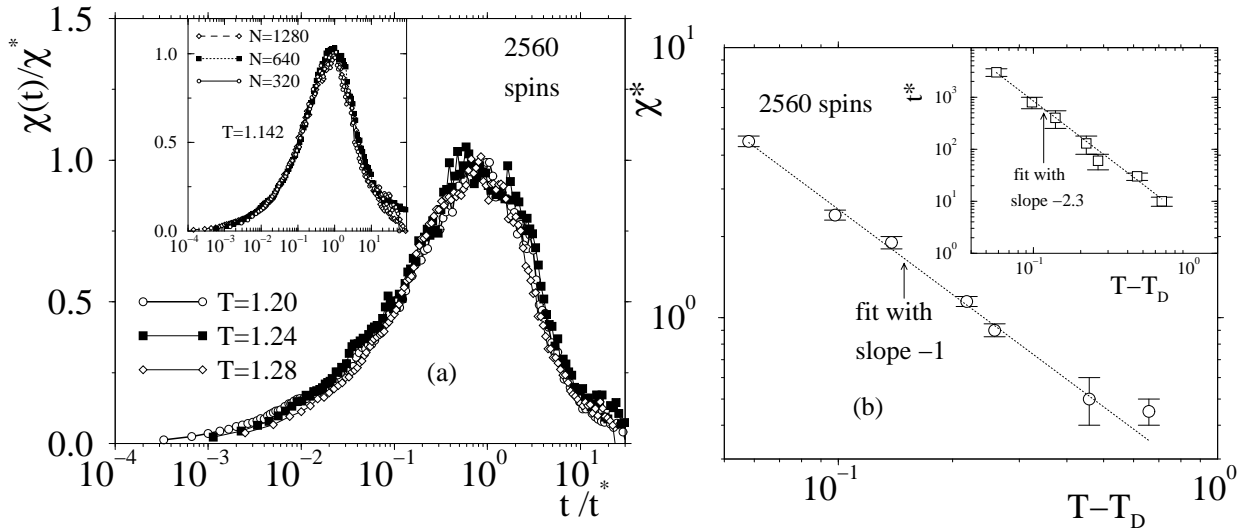 1.5
χ(t)/χ*
1.0
0.5
0.0
10⁻⁴ 10⁻³ 10⁻² 10⁻¹ 10⁰ 10¹
t/t*
2560
spins
T=1.20
T=1.24
T=1.28
(a)
N=1280
N=640
N=320
T=1.142
1.0
0.5
0.0
10⁻⁴ 10⁻³ 10⁻² 10⁻¹ 10⁰ 10¹
χ*
10¹
10⁰
2560 spins
fit with
slope −1
(b)
10⁻¹ 10⁰
T−T_D
t*
10³
10²
10¹
10⁰
fit with
slope −2.3
10⁻¹ 10⁰
T−T_D